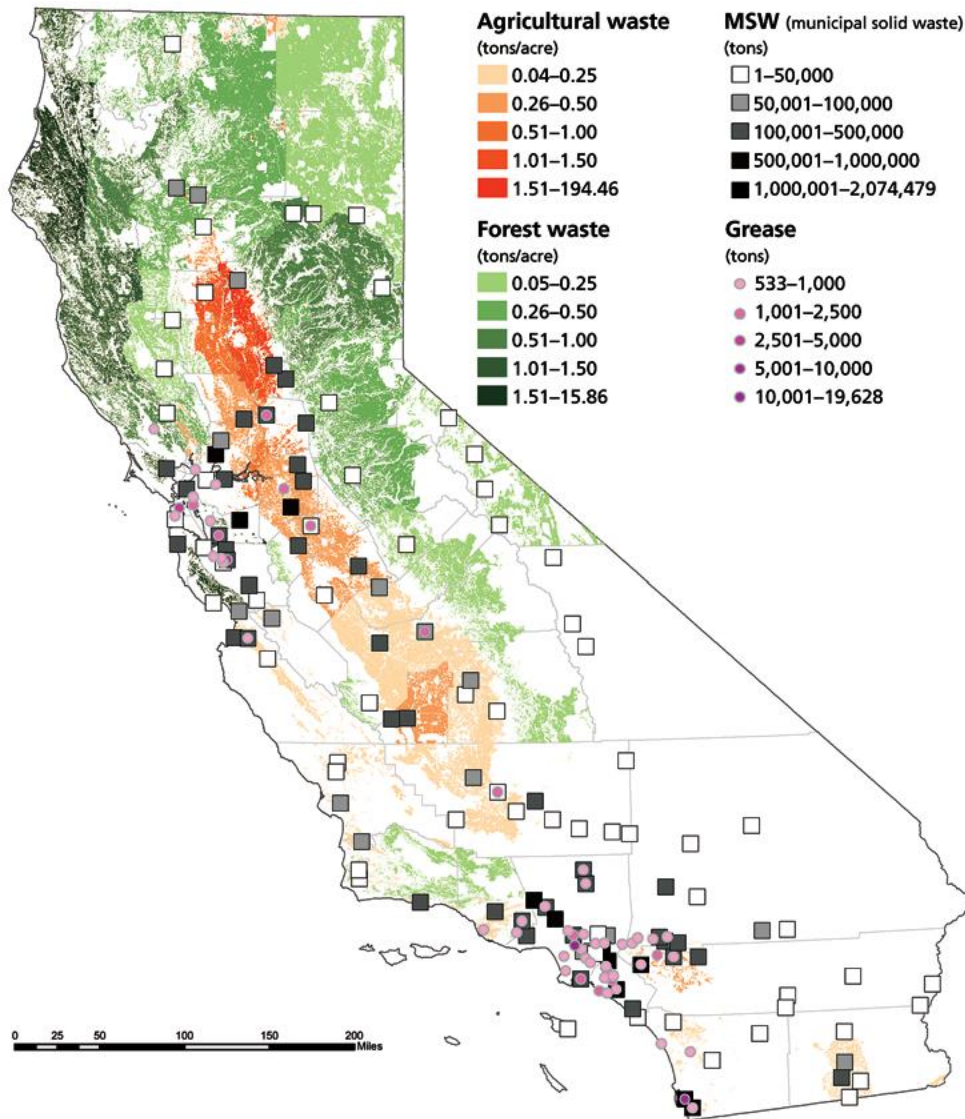 Agricultural waste
(tons/acre)
0.04–0.25
0.26–0.50
0.51–1.00
1.01–1.50
1.51–194.46
Forest waste
(tons/acre)
0.05–0.25
0.26–0.50
0.51–1.00
1.01–1.50
1.51–15.86
MSW (municipal solid waste)
(tons)
1–50,000
50,001–100,000
100,001–500,000
500,001–1,000,000
1,000,001–2,074,479
Grease
(tons)
533–1,000
1,001–2,500
2,501–5,000
5,001–10,000
10,001–19,628
0 25 50 100 150 200
Miles